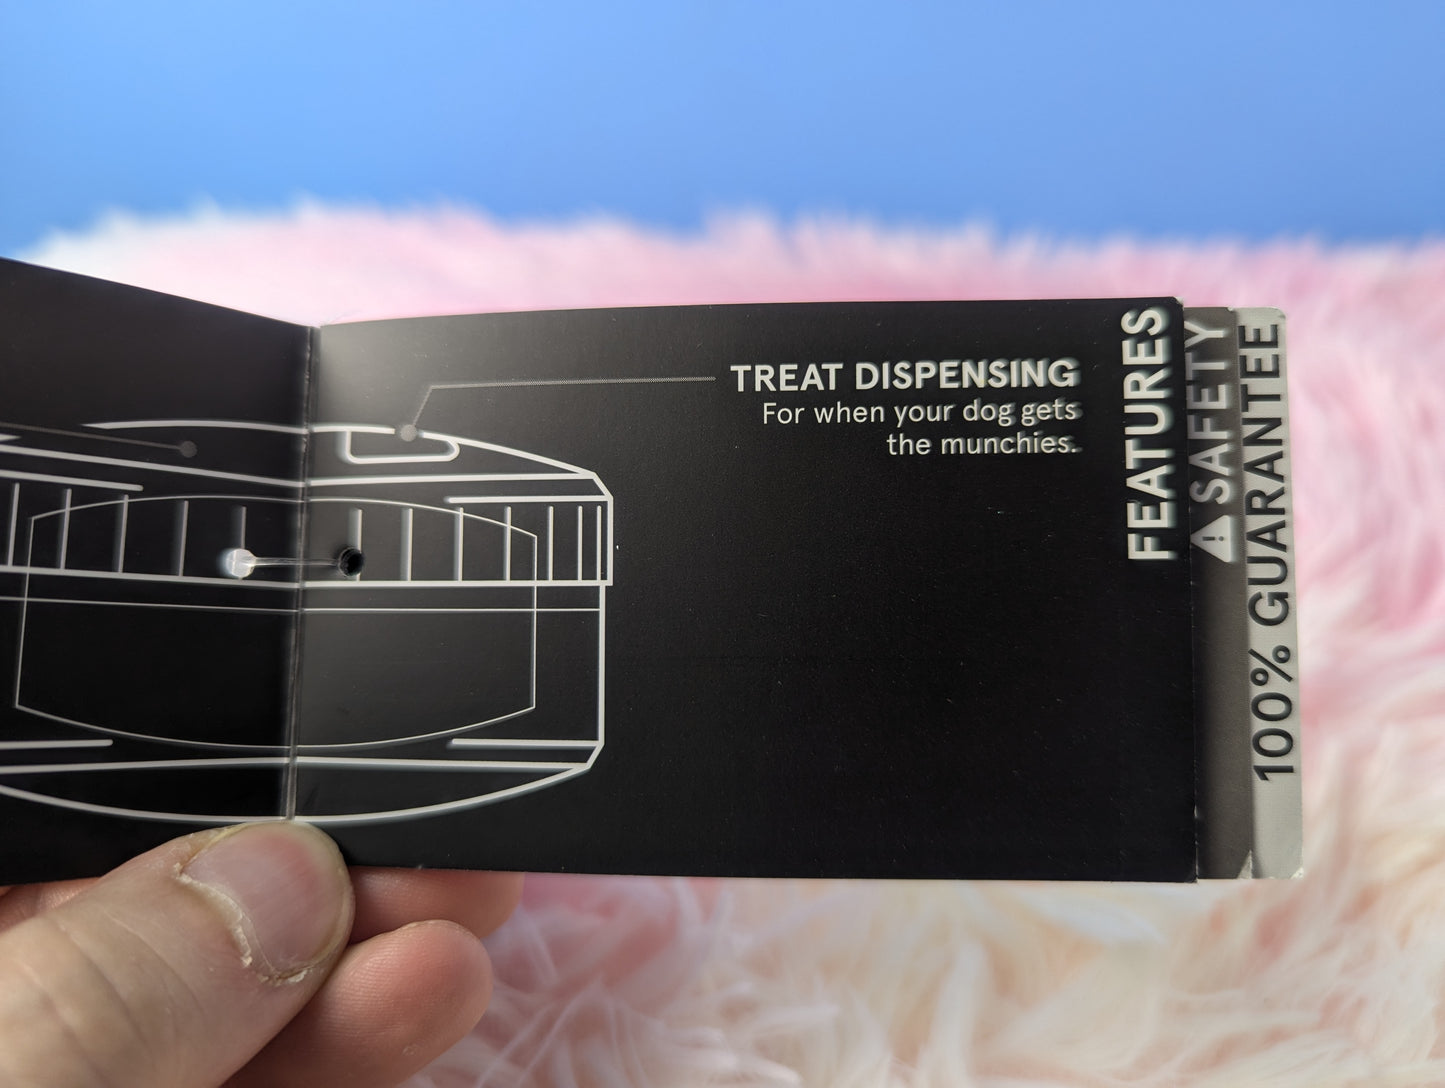 TREAT DISPENSING
For when your dog gets
the munchies.
FEATURES
⚠ SAFETY
100% GUARANTEE